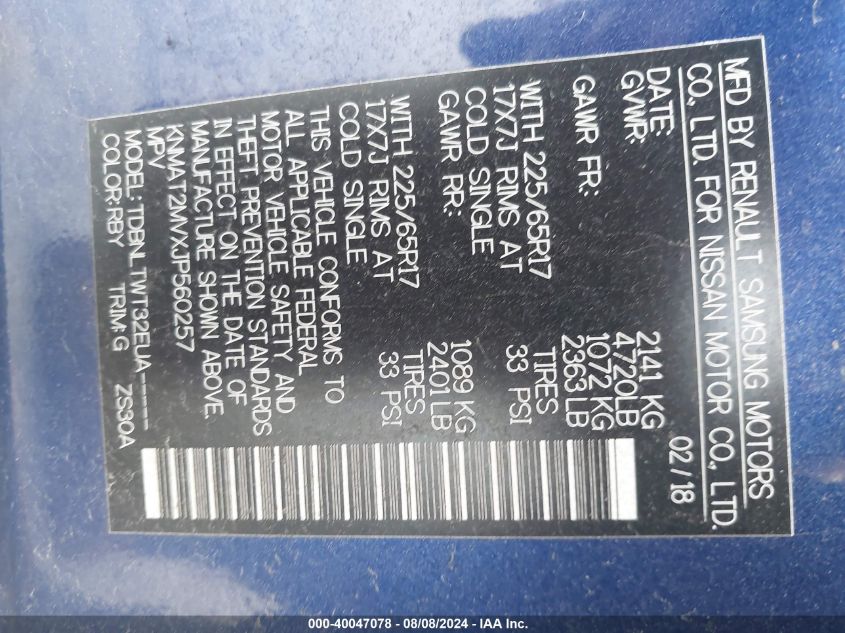 MFD BY RENAULT SAMSUNG MOTORS
CO., LTD. FOR NISSAN MOTOR CO., LTD.
DATE: 02/18
GVWR: 2141 KG
4720LB
GAWR FR: 1072 KG
2363 LB
WITH 225/65R17 TIRES
17X7J RIMS AT 33 PSI
COLD SINGLE
GAWR RR: 1089 KG
2401LB
WITH 225/65R17 TIRES
17X7J RIMS AT 33 PSI
COLD SINGLE
THIS VEHICLE CONFORMS TO
ALL APPLICABLE FEDERAL
MOTOR VEHICLE SAFETY AND
THEFT PREVENTION STANDARDS
IN EFFECT ON THE DATE OF
MANUFACTURE SHOWN ABOVE.
KNMAT2MVXJP560257
MPV
MODEL: TDBNLTWT32EUA-----
COLOR:RBY TRIM:G ZS30A
000-40047078 - 08/08/2024 - IAA Inc.